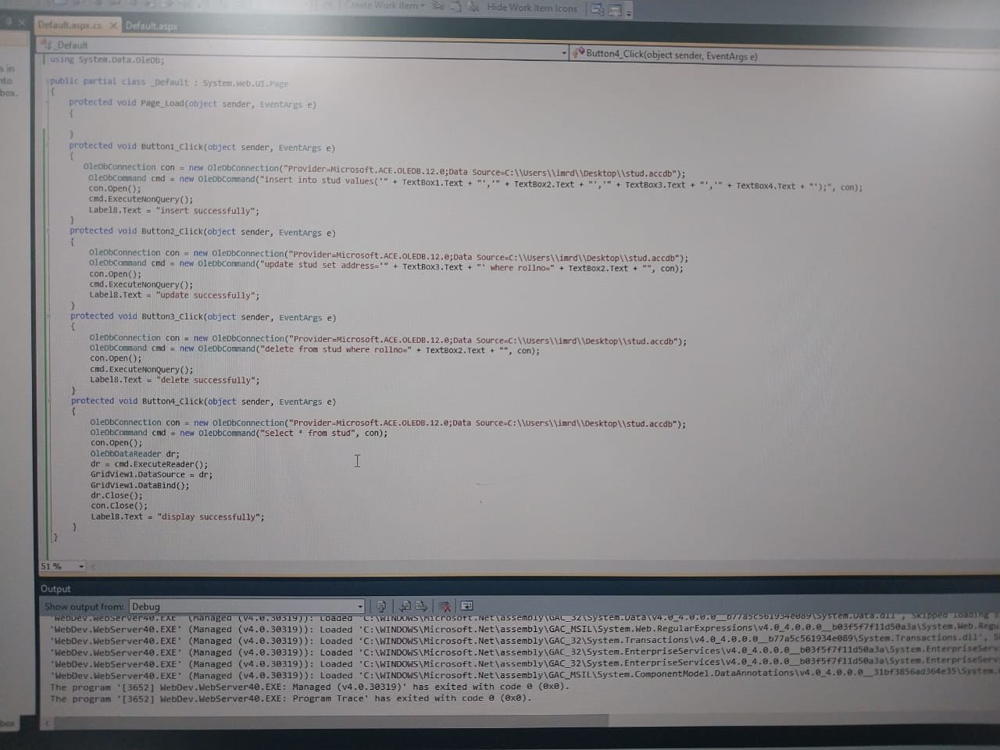 Create Work Item
Hide Work Item Icons
Default.aspx.cs
Default.aspx
_Default
Button4_Click(object sender, EventArgs e)
s in
nto
box.
using System.Data.OleDb;
public partial class _Default : System.Web.UI.Page
{
protected void Page_Load(object sender, EventArgs e)
{
}
protected void Button1_Click(object sender, EventArgs e)
{
OleDbConnection con = new OleDbConnection("Provider=Microsoft.ACE.OLEDB.12.0;Data Source=C:\\Users\\imrd\\Desktop\\stud.accdb");
OleDbCommand cmd = new OleDbCommand("insert into stud values('" + TextBox1.Text + "','" + TextBox2.Text + "','" + TextBox3.Text + "','" + TextBox4.Text + "');", con);
con.Open();
cmd.ExecuteNonQuery();
Label8.Text = "insert successfully";
}
protected void Button2_Click(object sender, EventArgs e)
{
OleDbConnection con = new OleDbConnection("Provider=Microsoft.ACE.OLEDB.12.0;Data Source=C:\\Users\\imrd\\Desktop\\stud.accdb");
OleDbCommand cmd = new OleDbCommand("update stud set address='" + TextBox3.Text + "' where rollno=" + TextBox2.Text + "", con);
con.Open();
cmd.ExecuteNonQuery();
Label8.Text = "update successfully";
}
protected void Button3_Click(object sender, EventArgs e)
{
OleDbConnection con = new OleDbConnection("Provider=Microsoft.ACE.OLEDB.12.0;Data Source=C:\\Users\\imrd\\Desktop\\stud.accdb");
OleDbCommand cmd = new OleDbCommand("delete from stud where rollno=" + TextBox2.Text + "", con);
con.Open();
cmd.ExecuteNonQuery();
Label8.Text = "delete successfully";
}
protected void Button4_Click(object sender, EventArgs e)
{
OleDbConnection con = new OleDbConnection("Provider=Microsoft.ACE.OLEDB.12.0;Data Source=C:\\Users\\imrd\\Desktop\\stud.accdb");
OleDbCommand cmd = new OleDbCommand("Select * from stud", con);
con.Open();
OleDbDataReader dr;
dr = cmd.ExecuteReader();
GridView1.DataSource = dr;
GridView1.DataBind();
dr.Close();
con.Close();
Label8.Text = "display successfully";
}
}
51 %
Output
Show output from: Debug
'WebDev.WebServer40.EXE' (Managed (v4.0.30319)): Loaded 'C:\WINDOWS\Microsoft.Net\assembly\GAC_32\System.Data\v4.0_4.0.0.0__b77a5c561934e089\System.Data.dll', Skipped loading s
'WebDev.WebServer40.EXE' (Managed (v4.0.30319)): Loaded 'C:\WINDOWS\Microsoft.Net\assembly\GAC_MSIL\System.Web.RegularExpressions\v4.0_4.0.0.0__b03f5f7f11d50a3a\System.Web.Regu
'WebDev.WebServer40.EXE' (Managed (v4.0.30319)): Loaded 'C:\WINDOWS\Microsoft.Net\assembly\GAC_32\System.Transactions\v4.0_4.0.0.0__b77a5c561934e089\System.Transactions.dll', S
'WebDev.WebServer40.EXE' (Managed (v4.0.30319)): Loaded 'C:\WINDOWS\Microsoft.Net\assembly\GAC_32\System.EnterpriseServices\v4.0_4.0.0.0__b03f5f7f11d50a3a\System.EnterpriseServ
'WebDev.WebServer40.EXE' (Managed (v4.0.30319)): Loaded 'C:\WINDOWS\Microsoft.Net\assembly\GAC_32\System.EnterpriseServices\v4.0_4.0.0.0__b03f5f7f11d50a3a\System.EnterpriseServ
'WebDev.WebServer40.EXE' (Managed (v4.0.30319)): Loaded 'C:\WINDOWS\Microsoft.Net\assembly\GAC_MSIL\System.ComponentModel.DataAnnotations\v4.0_4.0.0.0__31bf3856ad364e35\System.
The program '[3652] WebDev.WebServer40.EXE: Managed (v4.0.30319)' has exited with code 0 (0x0).
The program '[3652] WebDev.WebServer40.EXE: Program Trace' has exited with code 0 (0x0).
box